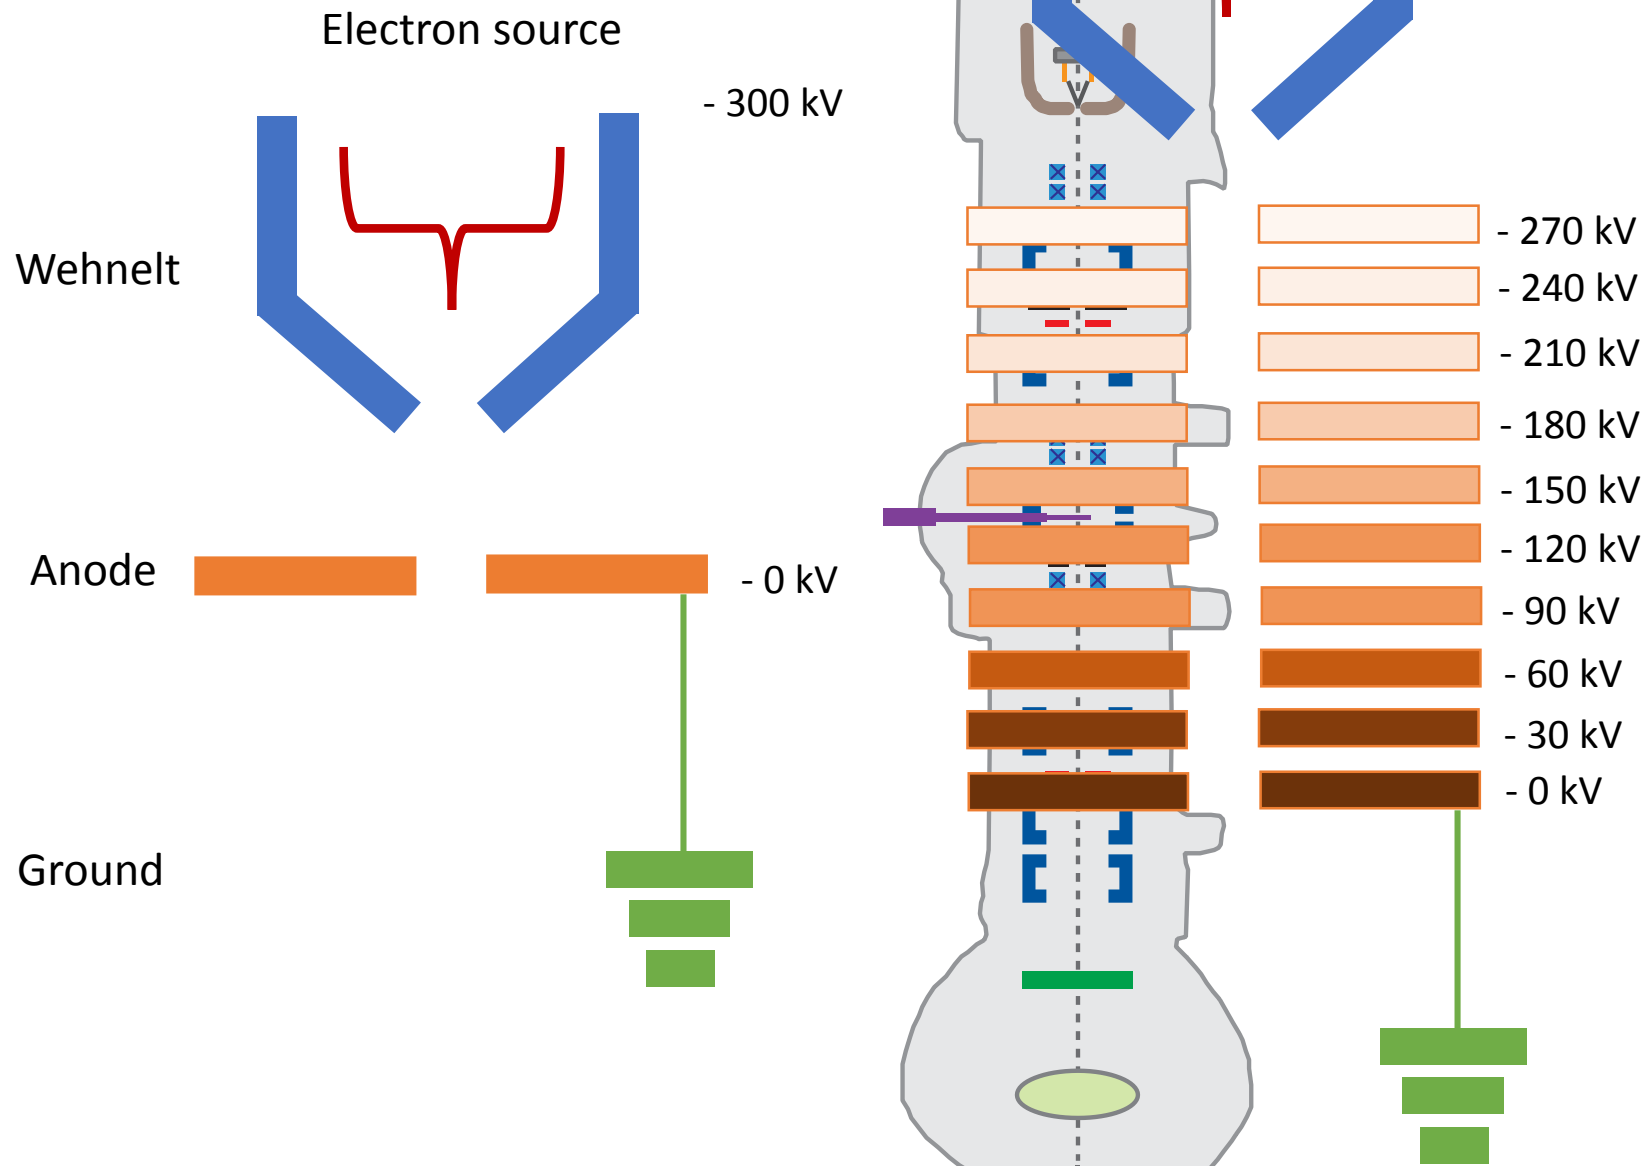 Electron source
- 300 kV
Wehnelt
Anode
- 0 kV
Ground
- 270 kV
- 240 kV
- 210 kV
- 180 kV
- 150 kV
- 120 kV
- 90 kV
- 60 kV
- 30 kV
- 0 kV